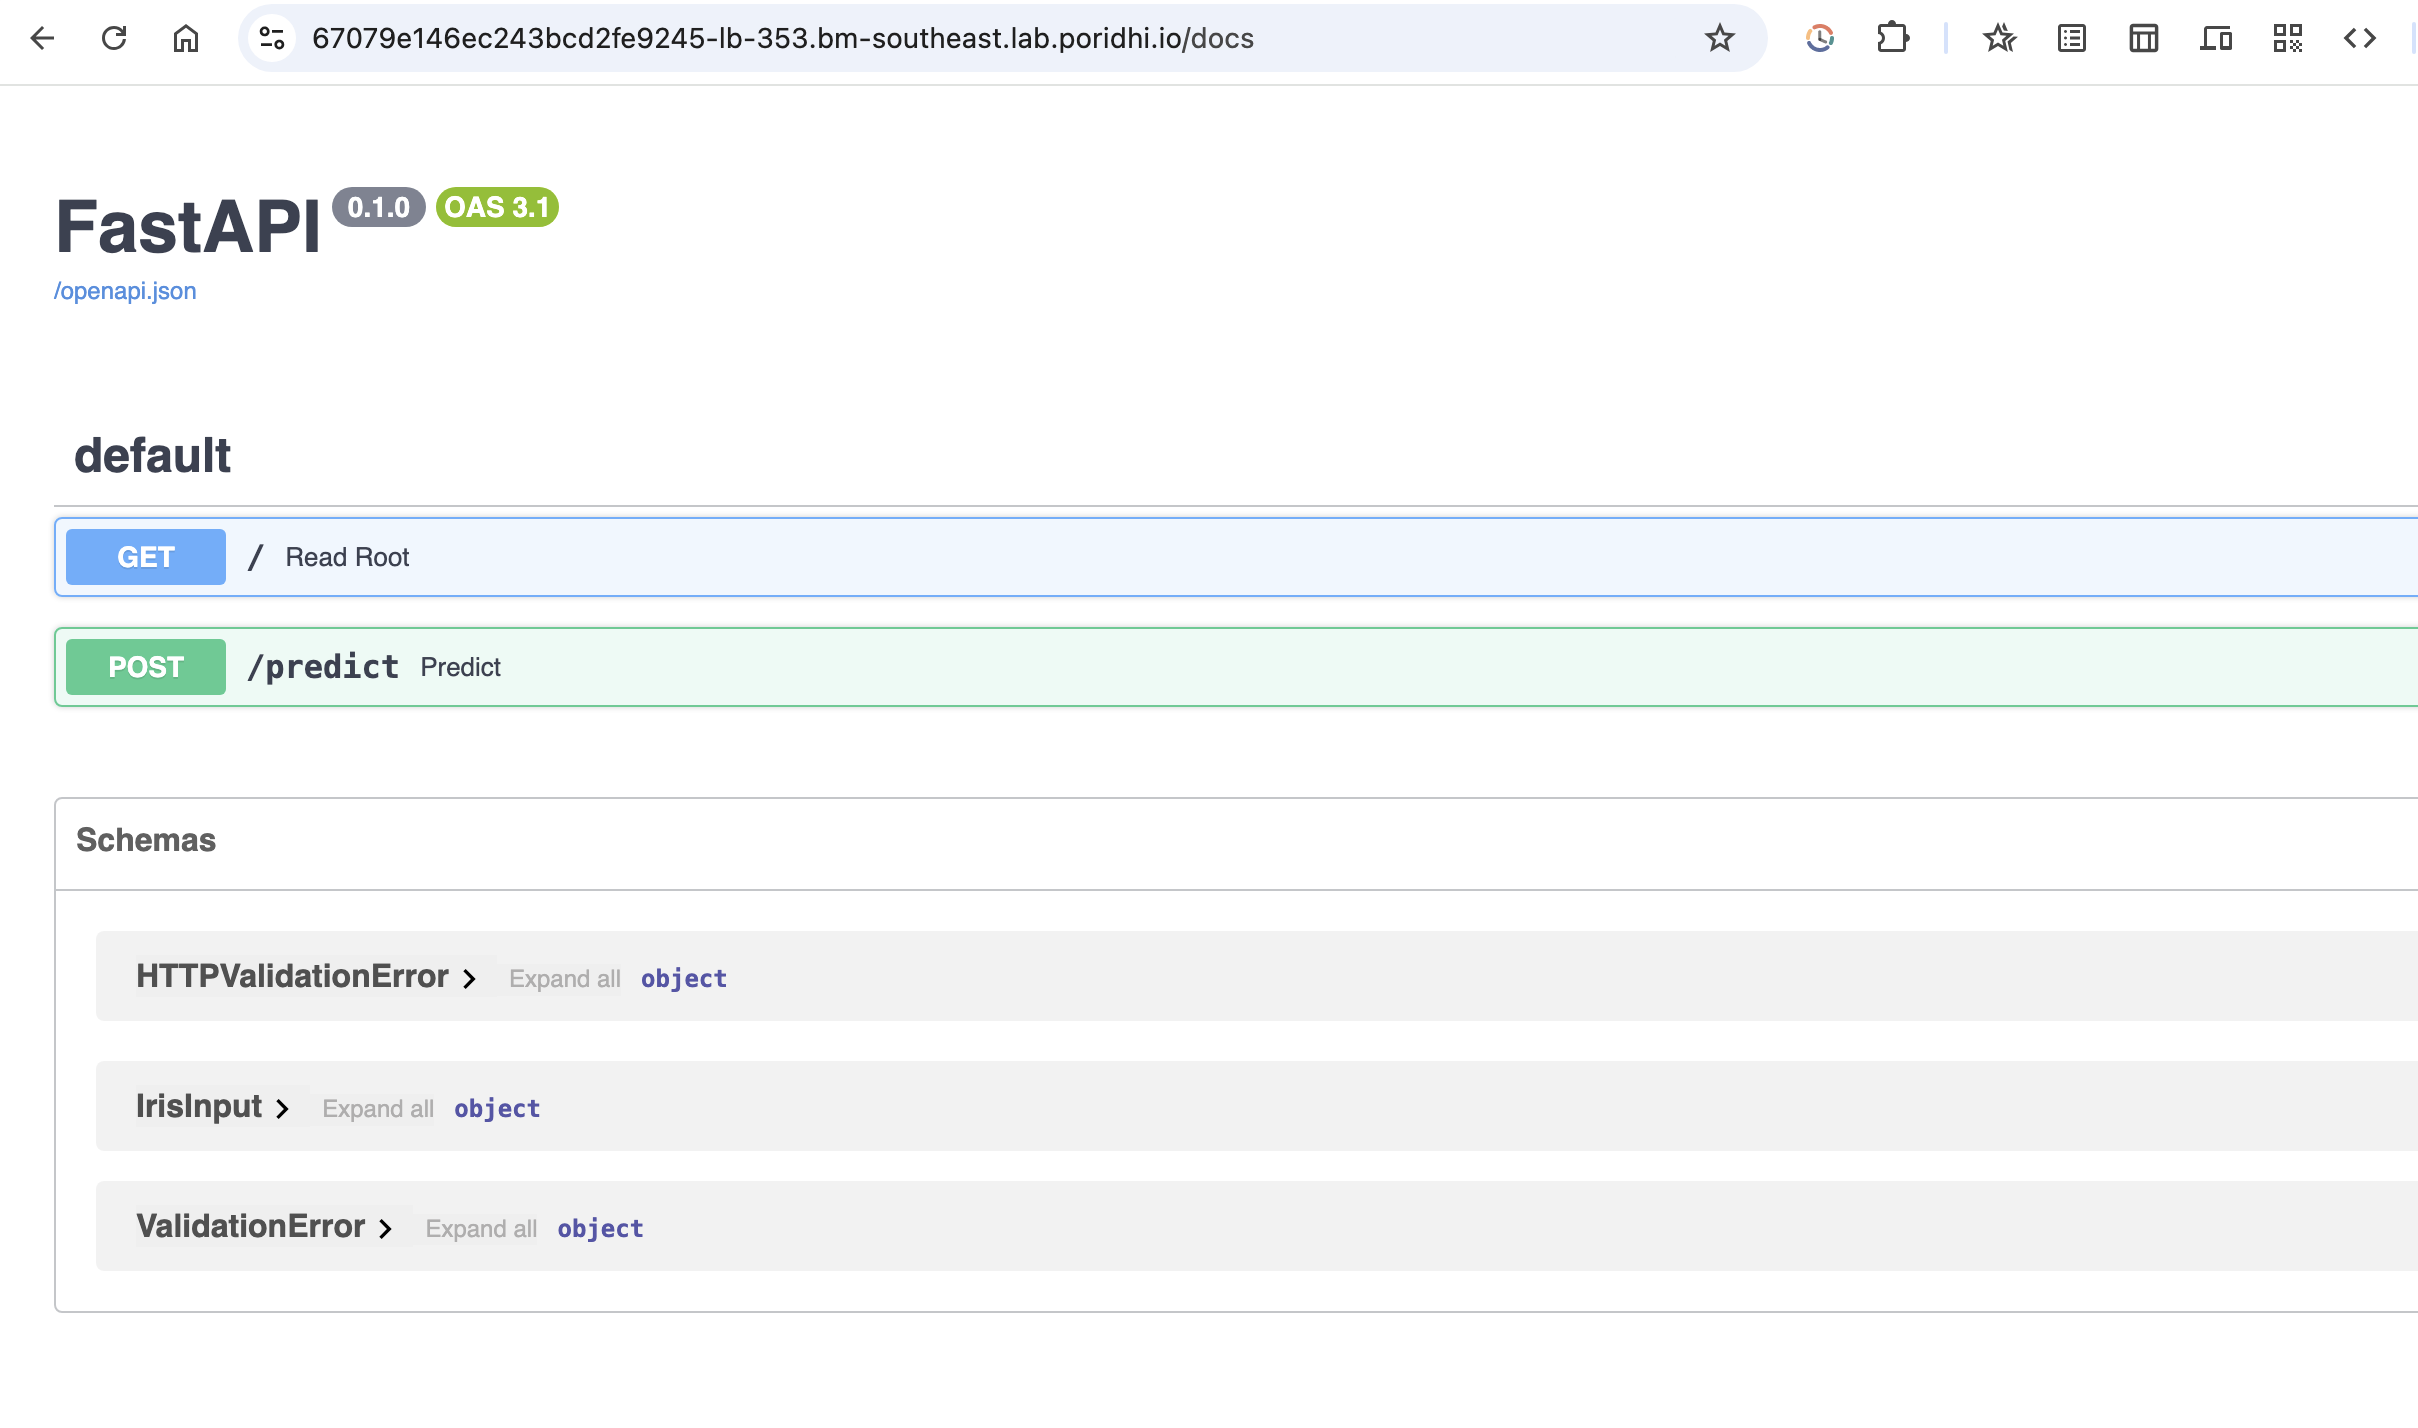 67079e146ec243bcd2fe9245-lb-353.bm-southeast.lab.poridhi.io/docs
FastAPI 0.1.0 OAS 3.1
/openapi.json
default
GET / Read Root
POST /predict Predict
Schemas
HTTPValidationError Expand all object
IrisInput Expand all object
ValidationError Expand all object